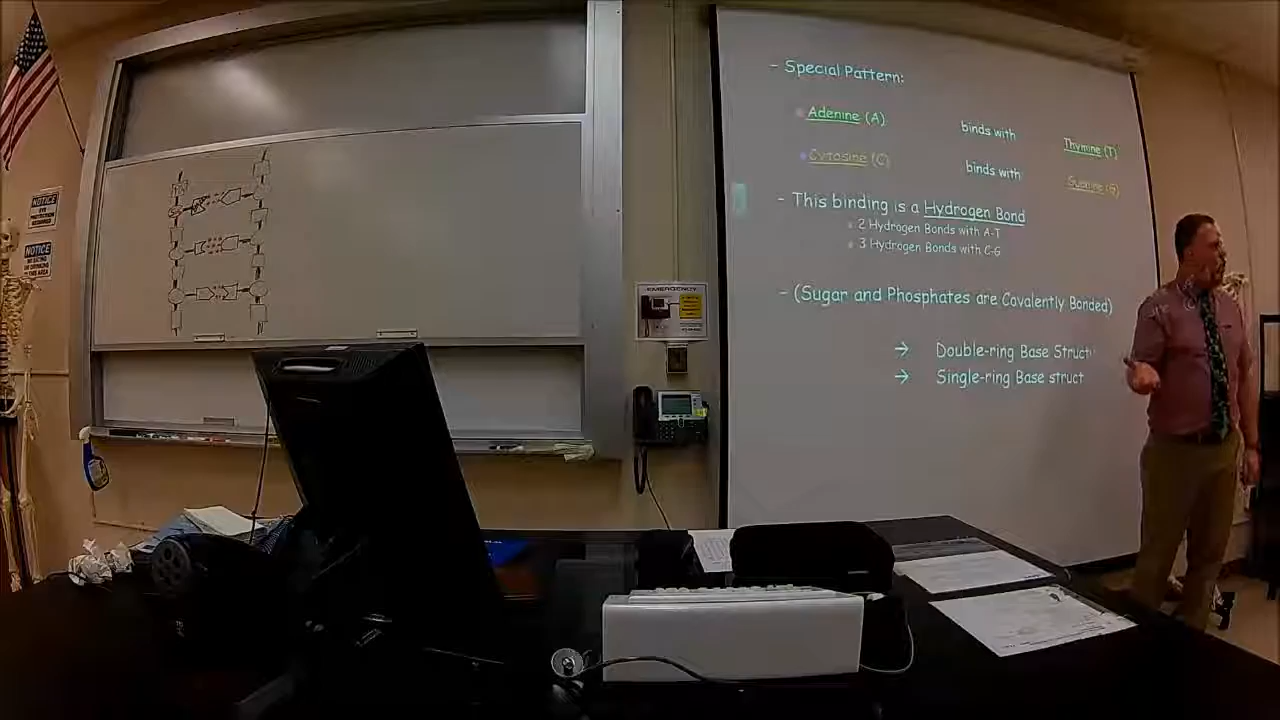 - Special Pattern:
Adenine (A) binds with Thymine (T)
Cytosine (C) binds with Guanine (G)
- This binding is a Hydrogen Bond
2 Hydrogen Bonds with A-T
3 Hydrogen Bonds with C-G
- (Sugar and Phosphates are Covalently Bonded)
→ Double-ring Base Struct
→ Single-ring Base struct
NOTICE
NOTICE
EMERGENCY